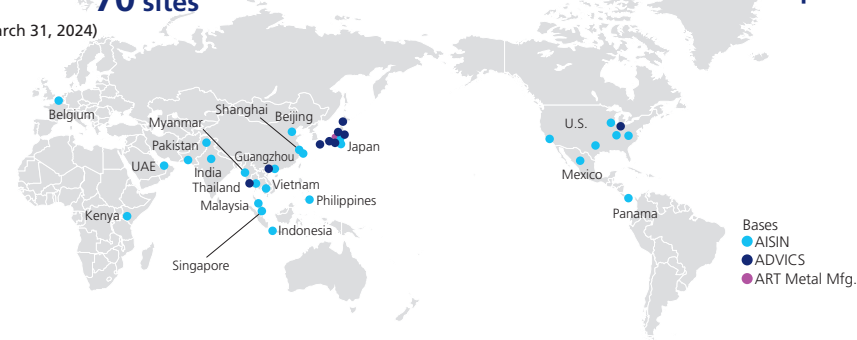 70 sites
arch 31, 2024)
Belgium
Shanghai
Beijing
Myanmar
Pakistan
Japan
Guangzhou
UAE
India
Thailand
Vietnam
Malaysia
Philippines
Kenya
Indonesia
Singapore
U.S.
Mexico
Panama
Bases
AISIN
ADVICS
ART Metal Mfg.